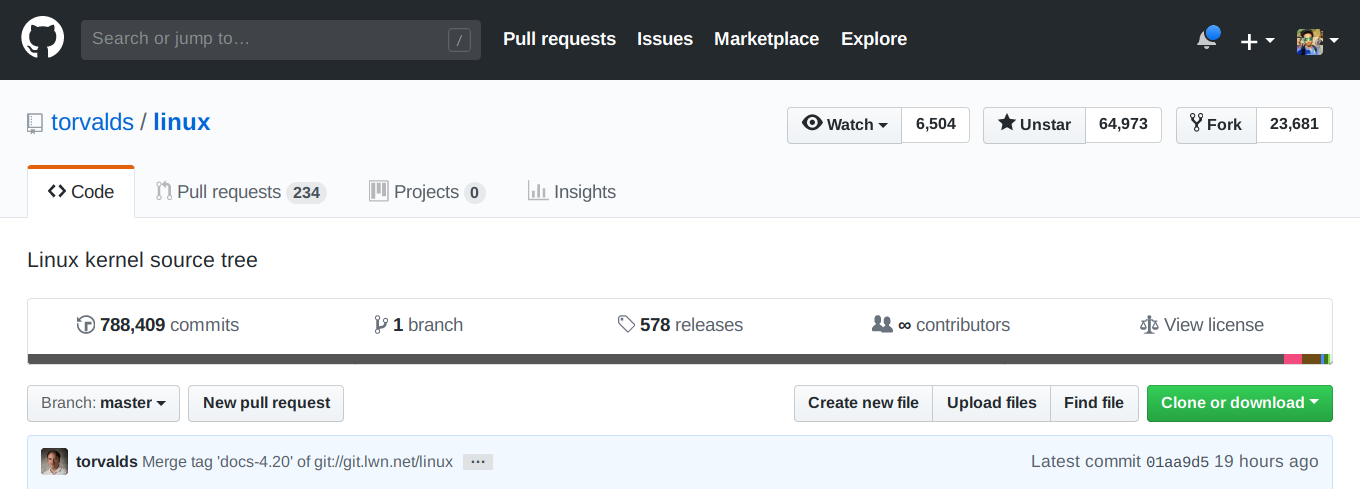 Search or jump to… / Pull requests Issues Marketplace Explore
torvalds / linux Watch 6,504 Unstar 64,973 Fork 23,681
Code Pull requests 234 Projects 0 Insights
Linux kernel source tree
788,409 commits 1 branch 578 releases ∞ contributors View license
Branch: master New pull request Create new file Upload files Find file Clone or download
torvalds Merge tag 'docs-4.20' of git://git.lwn.net/linux … Latest commit 01aa9d5 19 hours ago